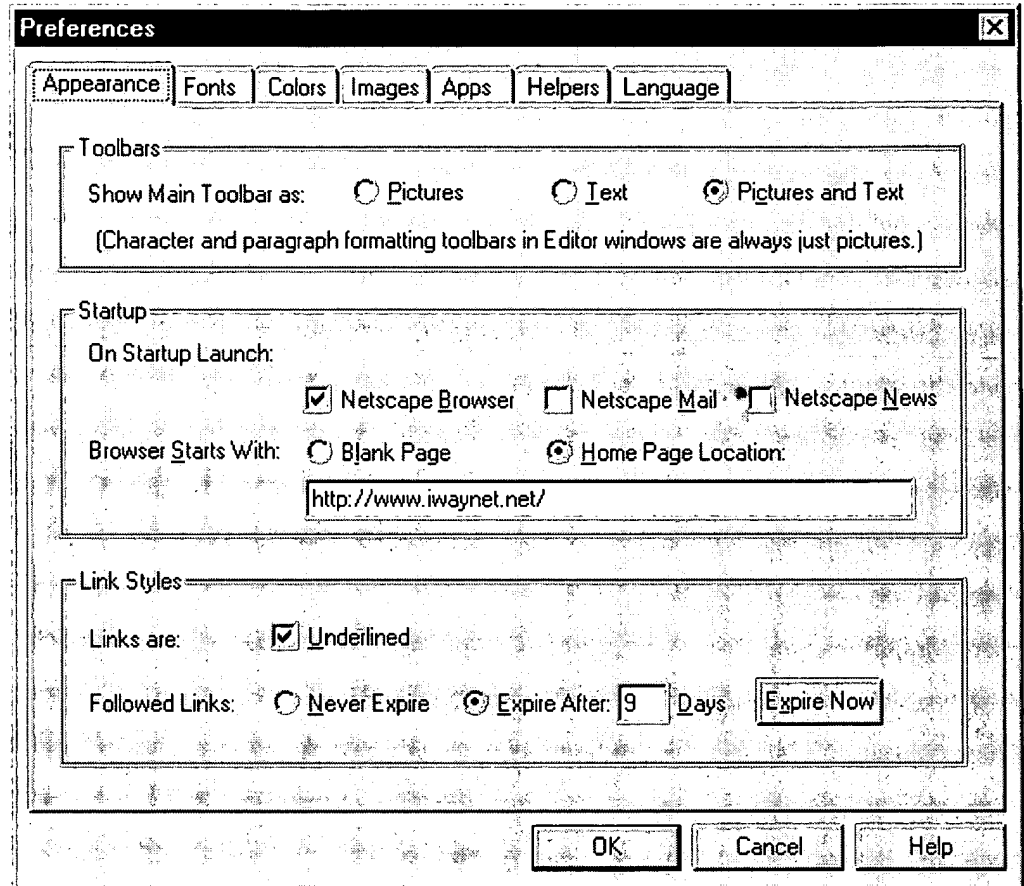 Preferences
Appearance Fonts Colors Images Apps Helpers Language
Toolbars
Show Main Toolbar as: Pictures Text Pictures and Text
(Character and paragraph formatting toolbars in Editor windows are always just pictures.)
Startup
On Startup Launch:
Netscape Browser Netscape Mail Netscape News
Browser Starts With: Blank Page Home Page Location:
http://www.iwaynet.net/
Link Styles
Links are: Underlined
Followed Links: Never Expire Expire After: 9 Days Expire Now
OK Cancel Help